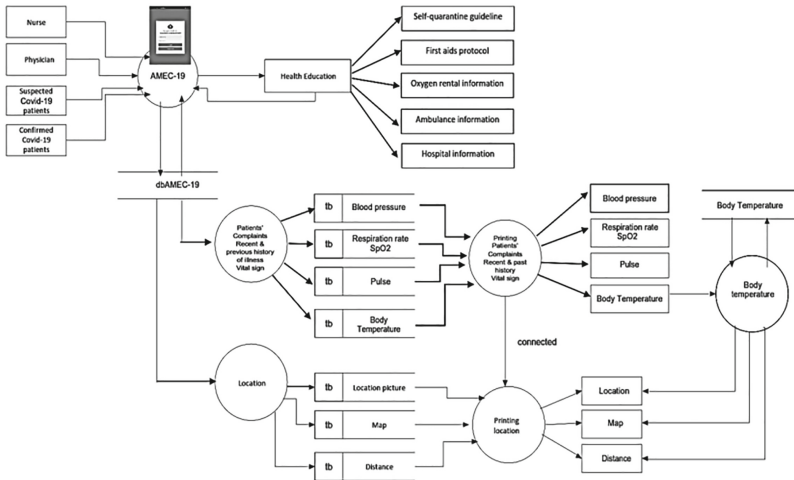 Nurse
Physician
Suspected
Covid-19
patients
Confirmed
Covid-19
patients
AMEC-19
Health Education
Self-quarantine guideline
First aids protocol
Oxygen rental information
Ambulance information
Hospital information
dbAMEC-19
Patients'
Complaints
Recent &
previous history
of illness
Vital sign
tb
Blood pressure
tb
Respiration rate
SpO2
tb
Pulse
tb
Body
Temperature
Printing
Patients'
Complaints
Recent & past
history
Vital sign
Blood pressure
Respiration rate
SpO2
Pulse
Body Temperature
Body Temperature
Body
temperature
connected
Location
tb
Location picture
tb
Map
tb
Distance
Printing
location
Location
Map
Distance